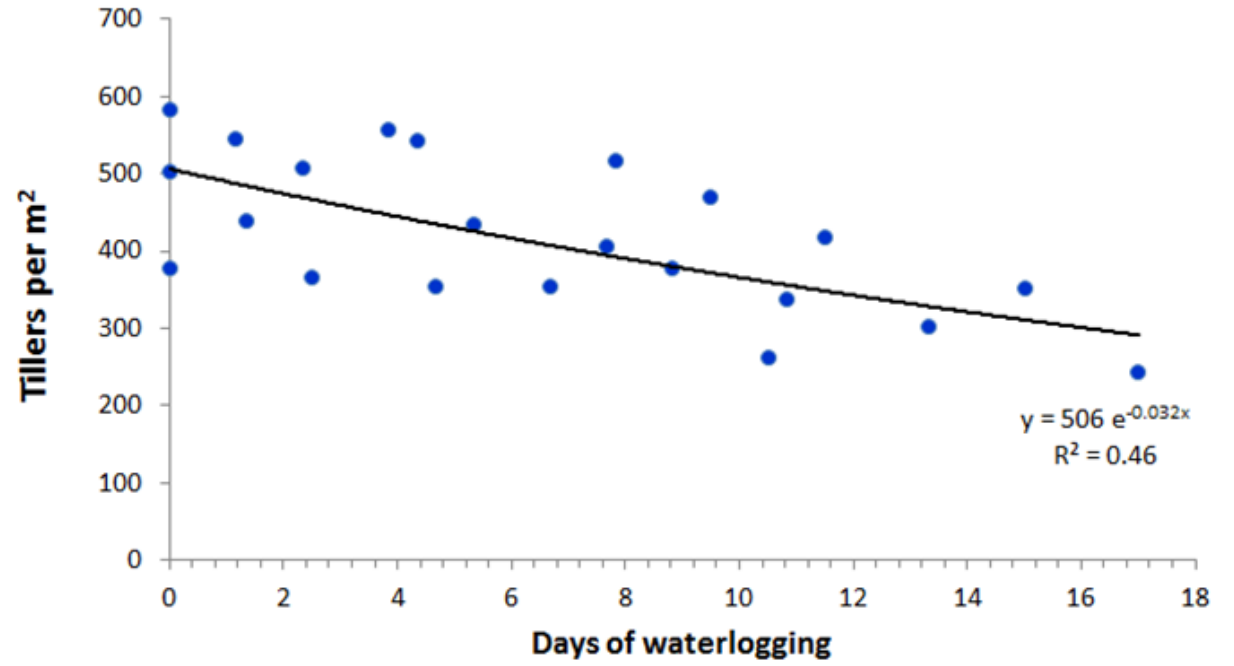 700
600
500
400
300
200
100
0
Tillers per m²
y = 506 e^-0.032x
R² = 0.46
0 2 4 6 8 10 12 14 16 18
Days of waterlogging